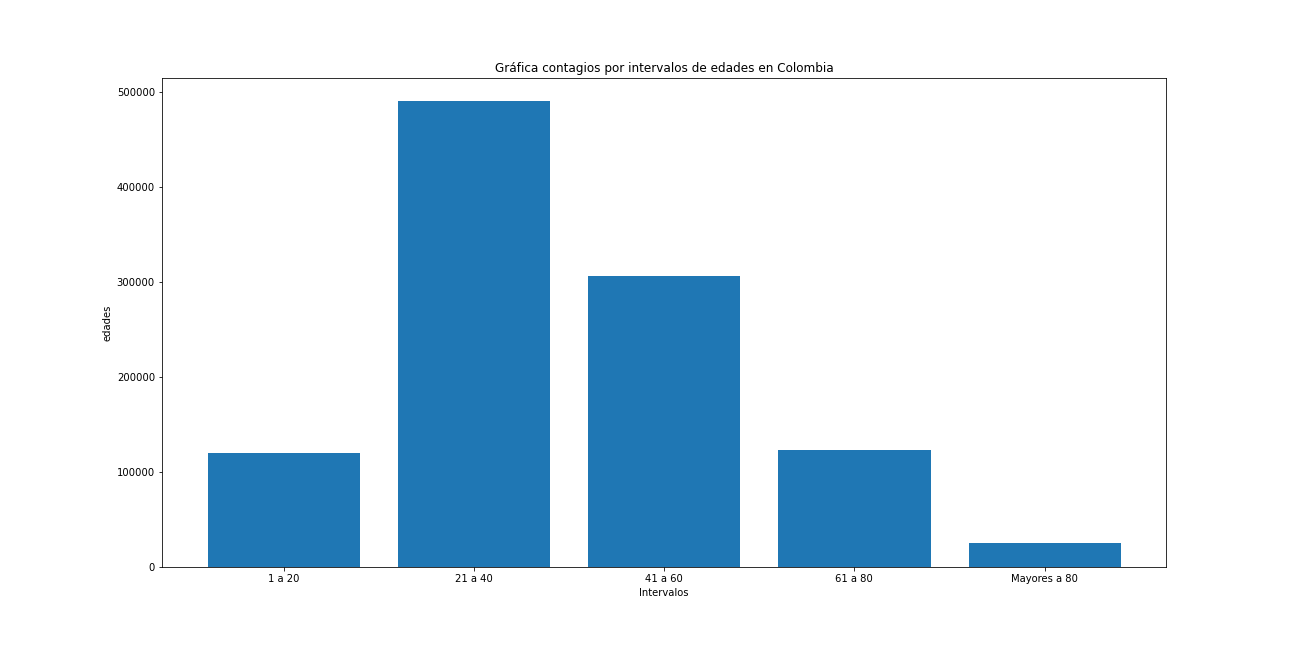 Gráfica contagios por intervalos de edades en Colombia
500000
400000
300000
200000
100000
0
edades
1 a 20
21 a 40
41 a 60
61 a 80
Mayores a 80
Intervalos